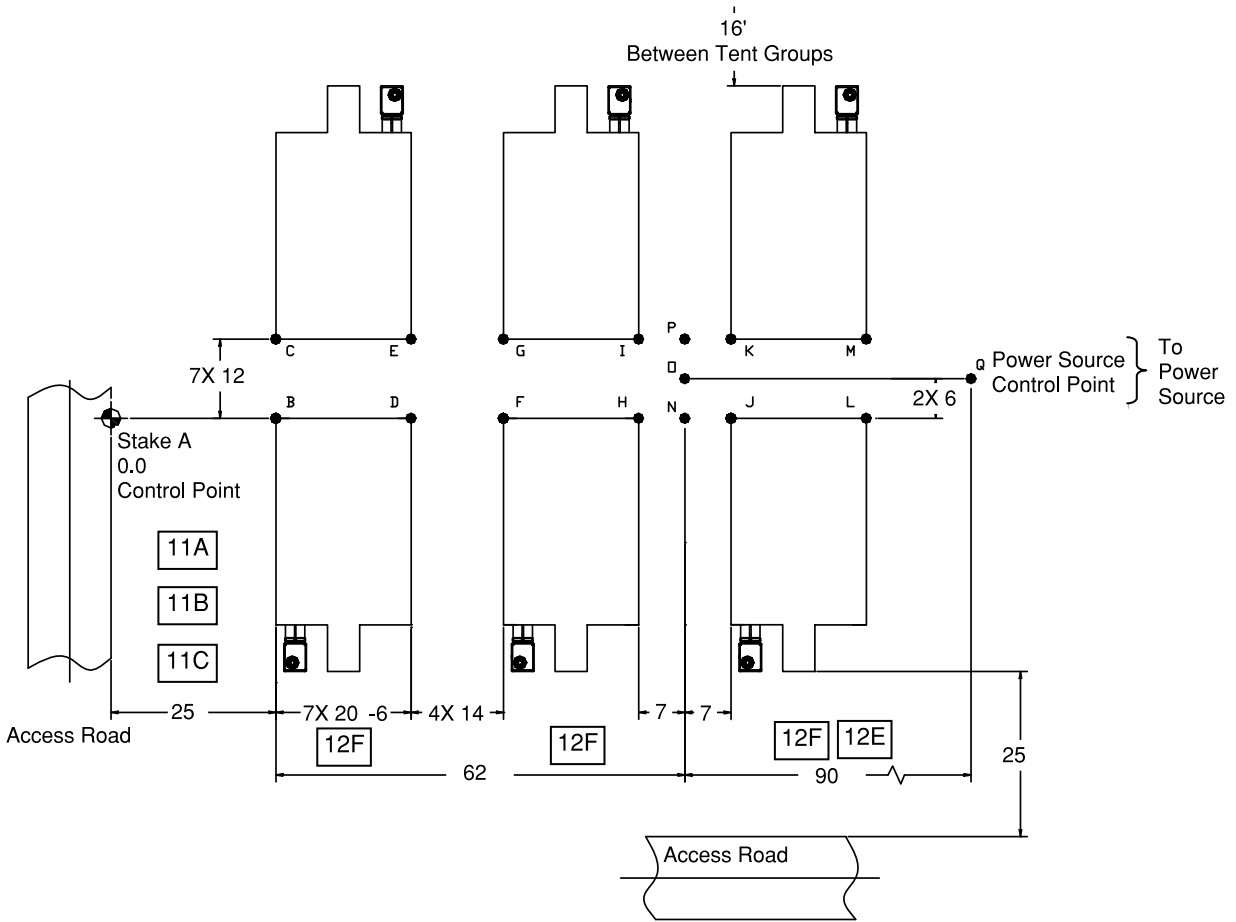 16'
Between Tent Groups
C
E
G
I
P
K
M
7X 12
O
Q
Power Source
Control Point
To
Power
Source
2X 6
B
D
F
H
N
J
L
Stake A
0.0
Control Point
11A
11B
11C
25
7X 20 -6
4X 14
7
7
Access Road
12F
12F
12F
12E
62
90
25
Access Road